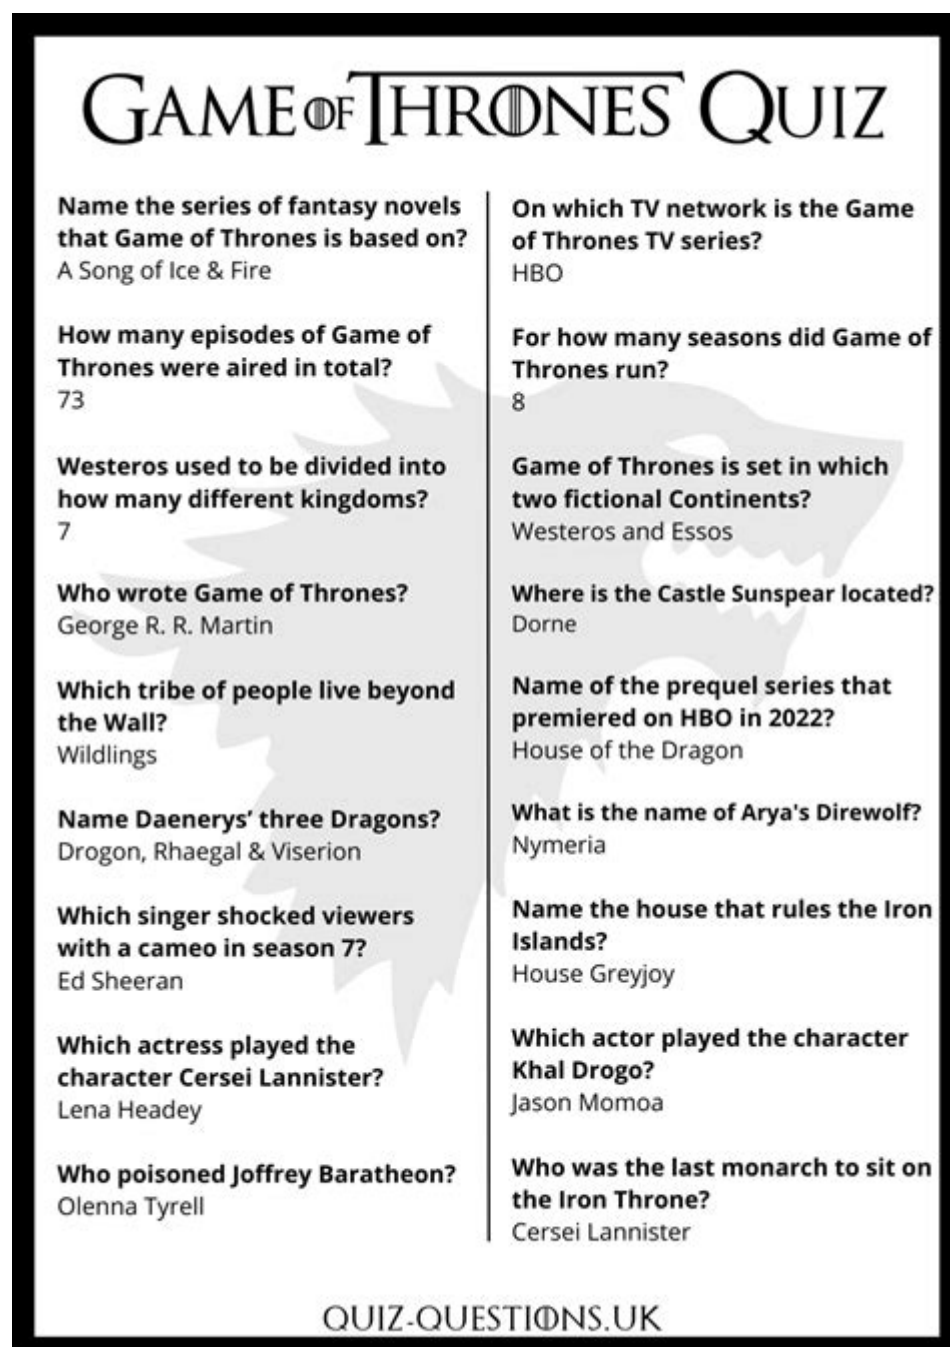 GAME OF THRONES QUIZ
Name the series of fantasy novels
that Game of Thrones is based on?
A Song of Ice & Fire
How many episodes of Game of
Thrones were aired in total?
73
Westeros used to be divided into
how many different kingdoms?
7
Who wrote Game of Thrones?
George R. R. Martin
Which tribe of people live beyond
the Wall?
Wildlings
Name Daenerys’ three Dragons?
Drogon, Rhaegal & Viserion
Which singer shocked viewers
with a cameo in season 7?
Ed Sheeran
Which actress played the
character Cersei Lannister?
Lena Headey
Who poisoned Joffrey Baratheon?
Olenna Tyrell
On which TV network is the Game
of Thrones TV series?
HBO
For how many seasons did Game of
Thrones run?
8
Game of Thrones is set in which
two fictional Continents?
Westeros and Essos
Where is the Castle Sunspear located?
Dorne
Name of the prequel series that
premiered on HBO in 2022?
House of the Dragon
What is the name of Arya's Direwolf?
Nymeria
Name the house that rules the Iron
Islands?
House Greyjoy
Which actor played the character
Khal Drogo?
Jason Momoa
Who was the last monarch to sit on
the Iron Throne?
Cersei Lannister
QUIZ-QUESTIONS.UK